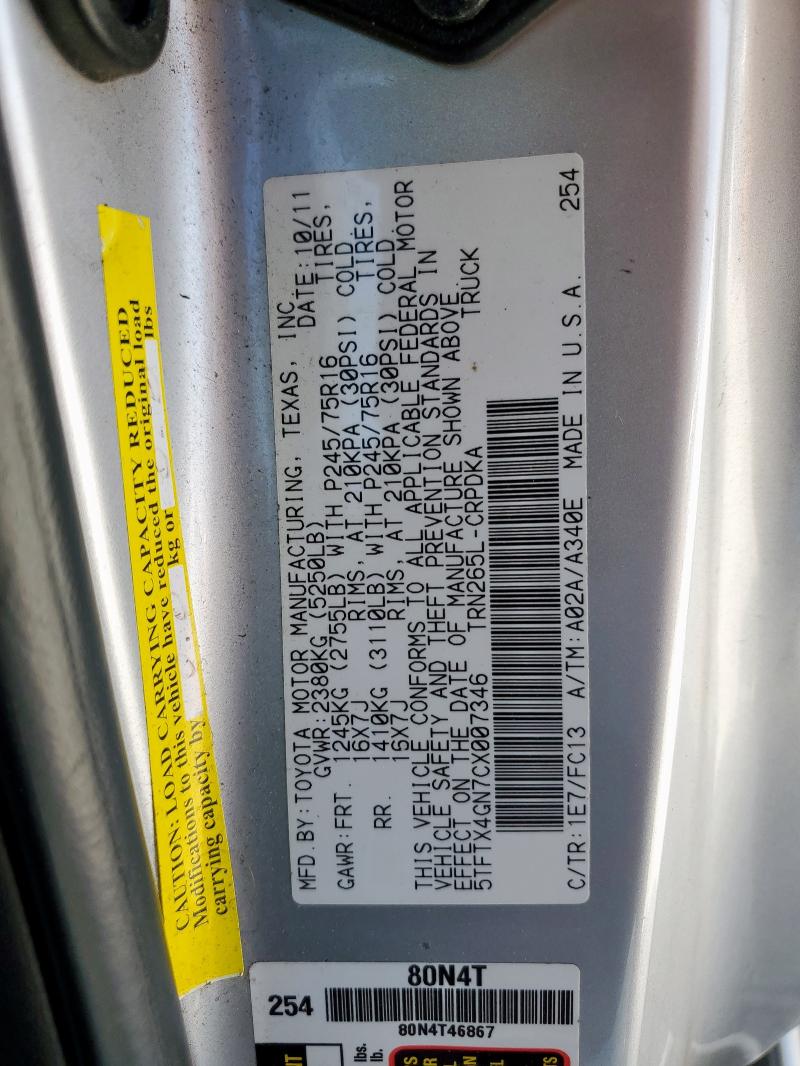 CAUTION: LOAD CARRYING CAPACITY REDUCED
Modifications to this vehicle have reduced the original load
carrying capacity by kg or lbs
MFD.BY:TOYOTA MOTOR MANUFACTURING, TEXAS, INC.
GVWR:2380KG (5250LB) DATE:10/11
GAWR:FRT. 1245KG (2755LB) WITH P245/75R16 TIRES,
16X7J RIMS, AT 210KPA (30PSI) COLD
RR. 1410KG (3110LB) WITH P245/75R16 TIRES,
16X7J RIMS, AT 210KPA (30PSI) COLD
THIS VEHICLE CONFORMS TO ALL APPLICABLE FEDERAL MOTOR
VEHICLE SAFETY AND THEFT PREVENTION STANDARDS IN
EFFECT ON THE DATE OF MANUFACTURE SHOWN ABOVE.
5TFTX4GN7CX007346 TRN265L-CRPDKA TRUCK
C/TR:1E7/FC13 A/TM:A02A/A340E MADE IN U.S.A. 254
80N4T
254
80N4T46867
lbs.
lb.